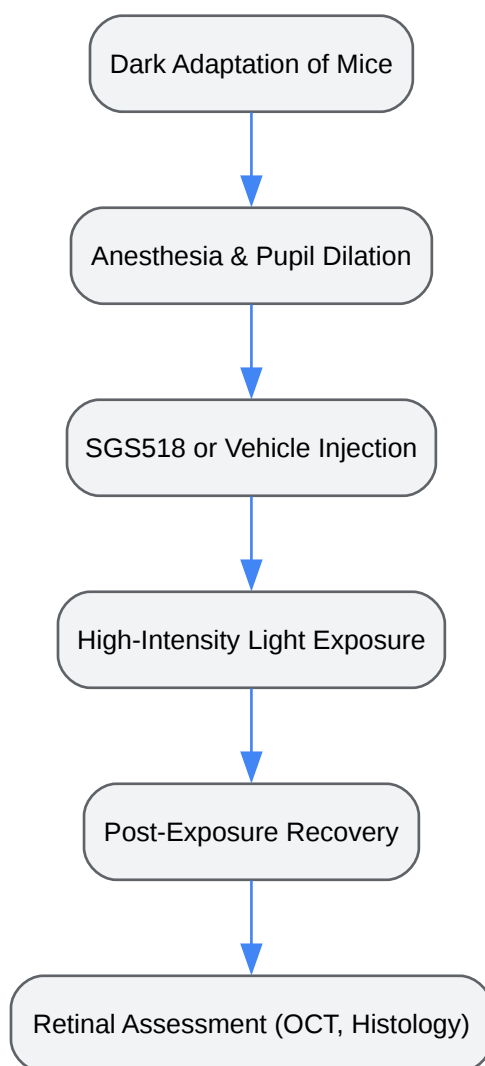 Dark Adaptation of Mice
Anesthesia & Pupil Dilation
SGS518 or Vehicle Injection
High-Intensity Light Exposure
Post-Exposure Recovery
Retinal Assessment (OCT, Histology)